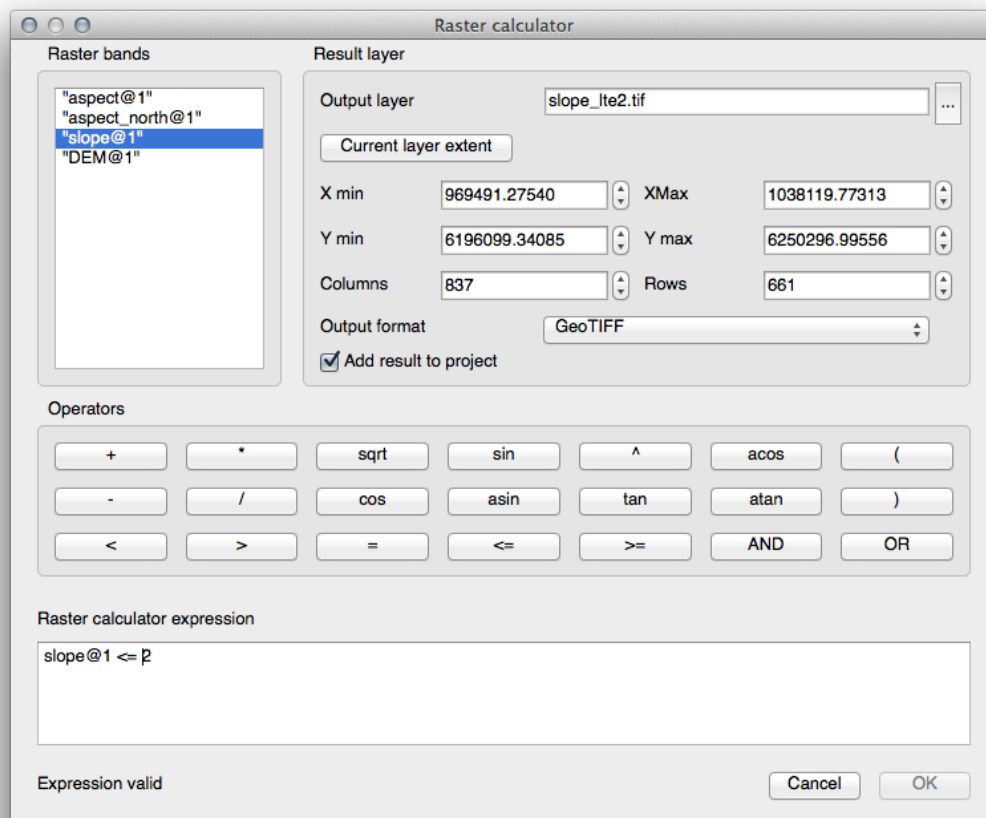 Raster calculator
Raster bands
"aspect@1"
"aspect_north@1"
"slope@1"
"DEM@1"
Result layer
Output layer slope_lte2.tif ...
Current layer extent
X min 969491.27540 XMax 1038119.77313
Y min 6196099.34085 Y max 6250296.99556
Columns 837 Rows 661
Output format GeoTIFF
Add result to project
Operators
+ * sqrt sin ^ acos (
- / cos asin tan atan )
< > = <= >= AND OR
Raster calculator expression
slope@1 <= 2
Expression valid Cancel OK